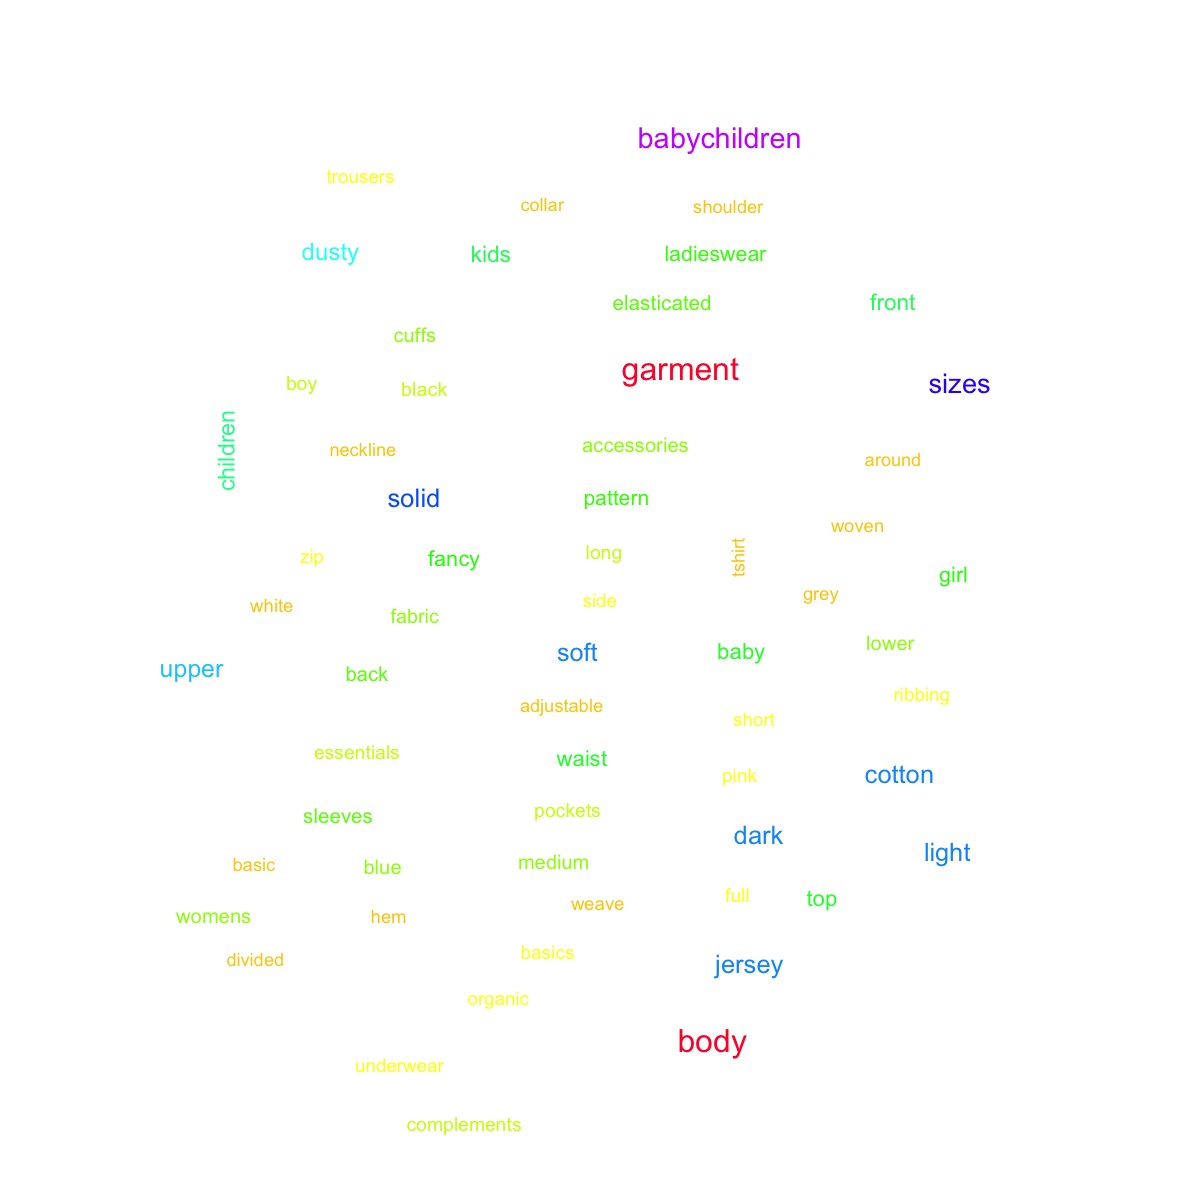 babychildren
trousers
collar
shoulder
dusty
kids
ladieswear
elasticated
front
cuffs
garment
boy
black
sizes
children
neckline
accessories
around
solid
pattern
woven
zip
fancy
long
tshirt
girl
white
fabric
side
grey
upper
back
soft
baby
lower
adjustable
short
ribbing
essentials
waist
pink
cotton
sleeves
pockets
dark
light
basic
blue
medium
womens
hem
weave
full
top
divided
basics
jersey
organic
body
underwear
complements